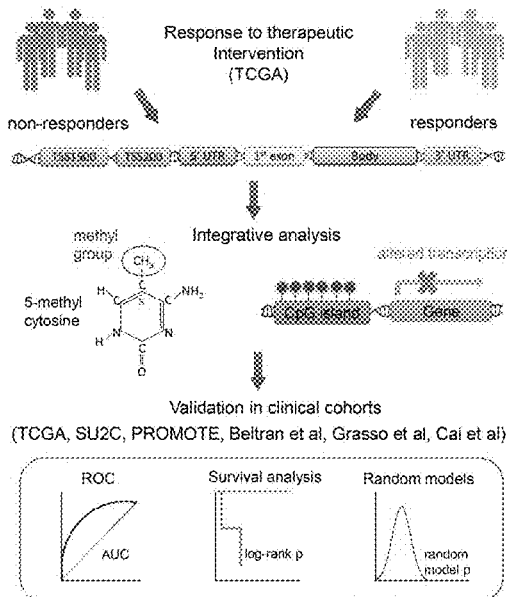 Response to therapeutic
Intervention
(TCGA)
non-responders
responders
TSS1500 TSS200 5' UTR 1st exon Body 3' UTR
Integrative analysis
methyl
group
altered transcription
CH3
5-methyl
cytosine
H C C NH2
CpG island
Gene
C C
H N N
C
O
Validation in clinical cohorts
(TCGA, SU2C, PROMOTE, Beltran et al, Grasso et al, Cai et al)
ROC
Survival analysis
Random models
AUC
log-rank p
random
model p